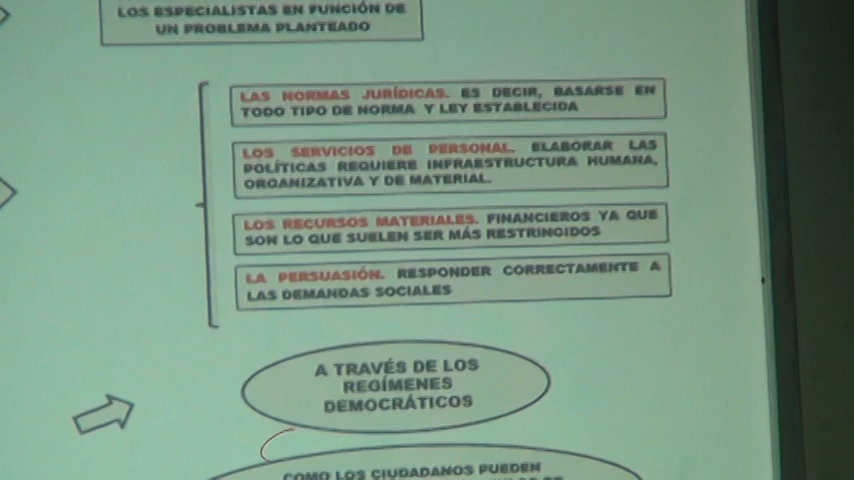 LOS ESPECIALISTAS EN FUNCIÓN DE
UN PROBLEMA PLANTEADO
LAS NORMAS JURÍDICAS. ES DECIR, BASARSE EN
TODO TIPO DE NORMA Y LEY ESTABLECIDA
LOS SERVICIOS DE PERSONAL. ELABORAR LAS
POLÍTICAS REQUIERE INFRAESTRUCTURA HUMANA,
ORGANIZATIVA Y DE MATERIAL.
LOS RECURSOS MATERIALES. FINANCIEROS YA QUE
SON LO QUE SUELEN SER MÁS RESTRINGIDOS
LA PERSUASIÓN. RESPONDER CORRECTAMENTE A
LAS DEMANDAS SOCIALES
A TRAVÉS DE LOS
REGÍMENES
DEMOCRÁTICOS
COMO LOS CIUDADANOS PUEDEN